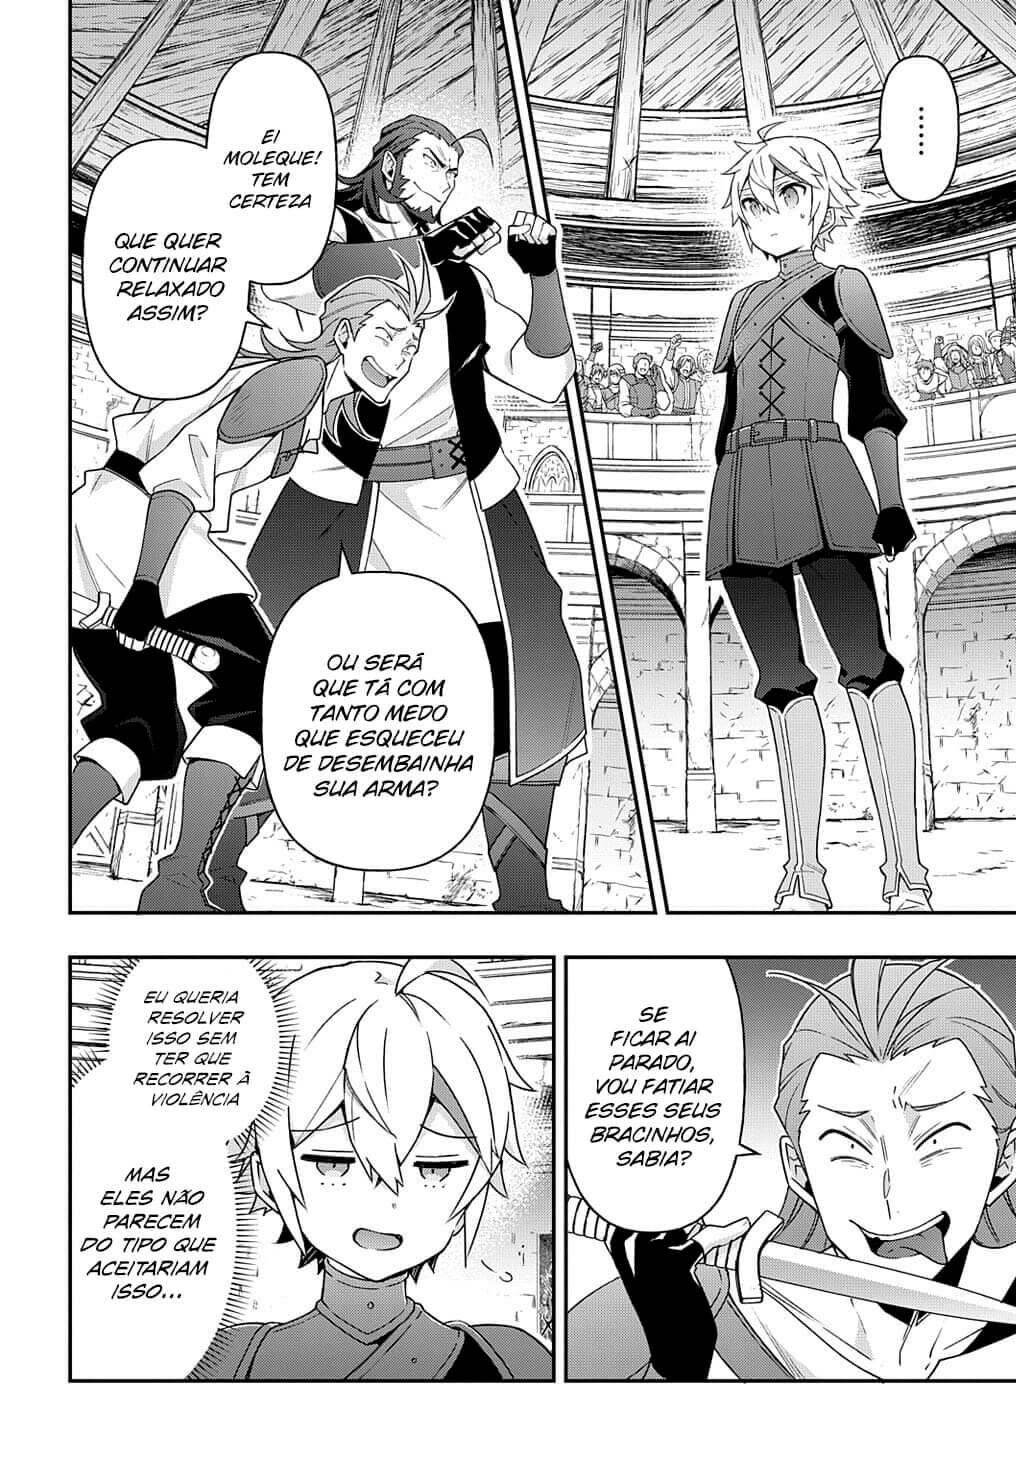 .......
EI
MOLEQUE!
TEM
CERTEZA
QUE QUER
CONTINUAR
RELAXADO
ASSIM?
OU SERÁ
QUE TÁ COM
TANTO MEDO
QUE ESQUECEU
DE DESEMBAINHA
SUA ARMA?
SE
FICAR AI
PARADO,
VOU FATIAR
ESSES SEUS
BRACINHOS,
SABIA?
EU QUERIA
RESOLVER
ISSO SEM
TER QUE
RECORRER À
VIOLÊNCIA
MAS
ELES NÃO
PARECEM
DO TIPO QUE
ACEITARIAM
ISSO...